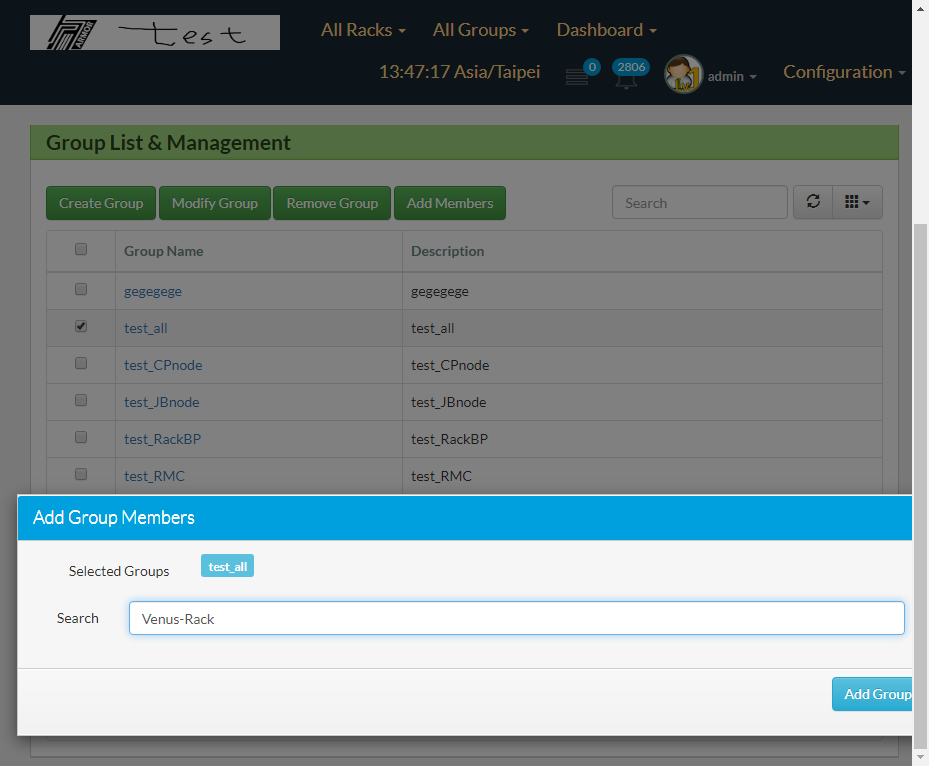 ARMOR
test
All Racks
All Groups
Dashboard
13:47:17 Asia/Taipei
0
2806
admin
Configuration
Group List & Management
Create Group
Modify Group
Remove Group
Add Members
Search
Group Name Description
gegegege gegegege
test_all test_all
test_CPnode test_CPnode
test_JBnode test_JBnode
test_RackBP test_RackBP
test_RMC test_RMC
Add Group Members
Selected Groups test_all
Search Venus-Rack
Add Group